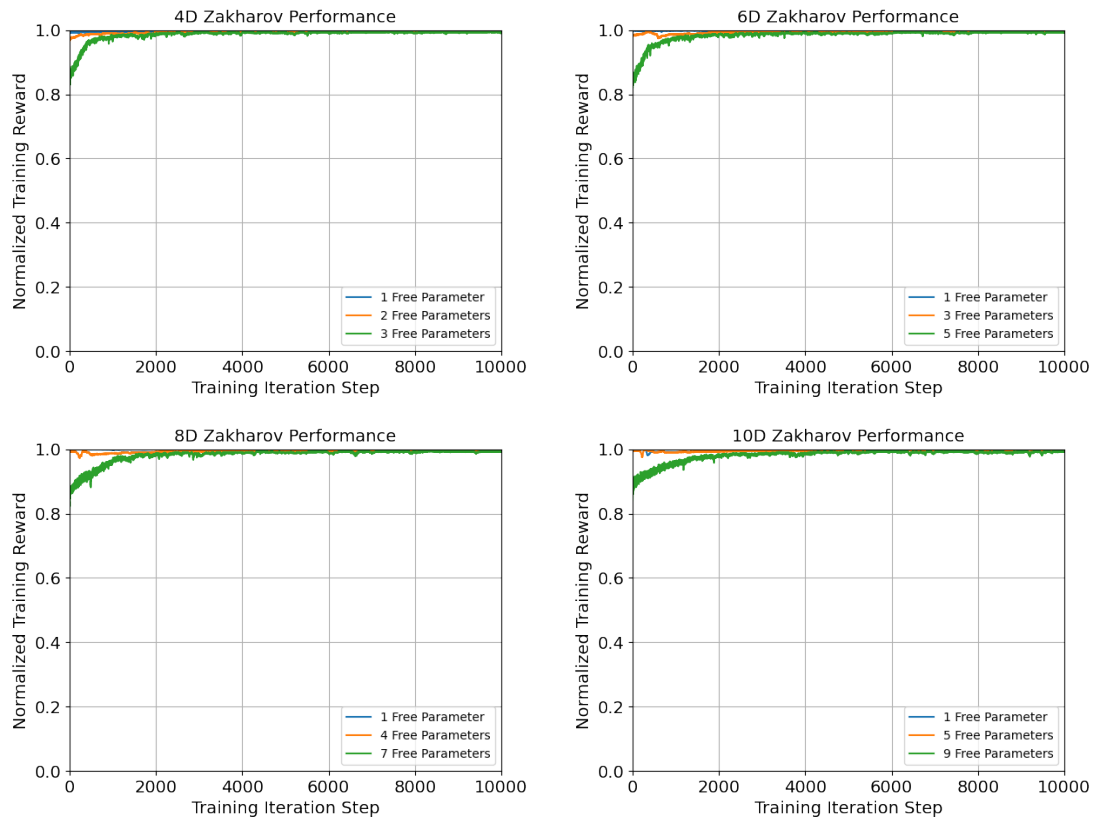 4D Zakharov Performance
Normalized Training Reward
1.0
0.8
0.6
0.4
0.2
0.0
1 Free Parameter
2 Free Parameters
3 Free Parameters
0 2000 4000 6000 8000 10000
Training Iteration Step
6D Zakharov Performance
Normalized Training Reward
1.0
0.8
0.6
0.4
0.2
0.0
1 Free Parameter
3 Free Parameters
5 Free Parameters
0 2000 4000 6000 8000 10000
Training Iteration Step
8D Zakharov Performance
Normalized Training Reward
1.0
0.8
0.6
0.4
0.2
0.0
1 Free Parameter
4 Free Parameters
7 Free Parameters
0 2000 4000 6000 8000 10000
Training Iteration Step
10D Zakharov Performance
Normalized Training Reward
1.0
0.8
0.6
0.4
0.2
0.0
1 Free Parameter
5 Free Parameters
9 Free Parameters
0 2000 4000 6000 8000 10000
Training Iteration Step